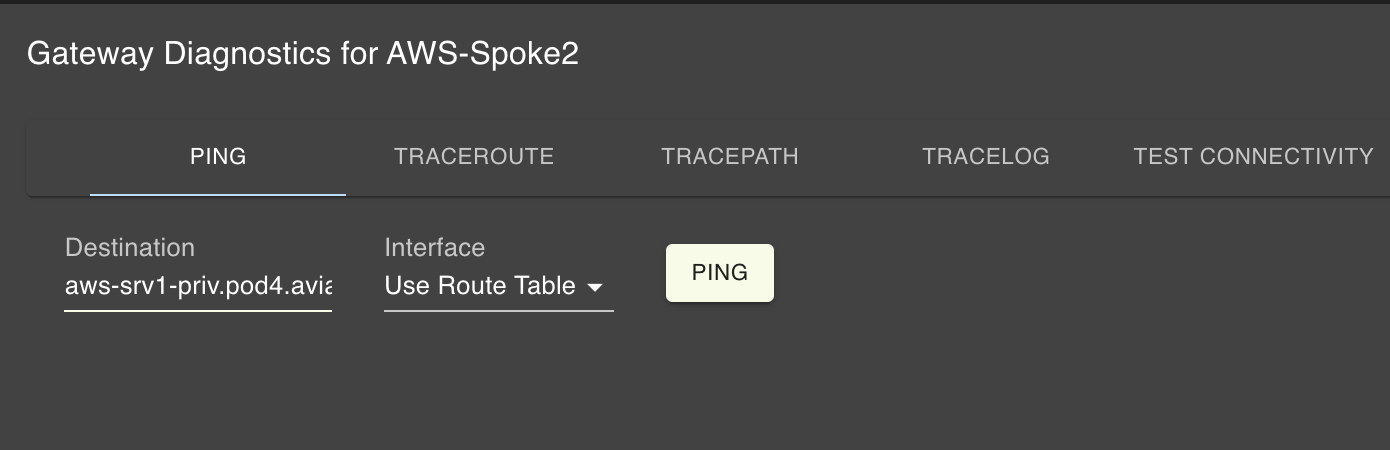 Gateway Diagnostics for AWS-Spoke2
PING TRACEROUTE TRACEPATH TRACELOG TEST CONNECTIVITY
Destination Interface
aws-srv1-priv.pod4.avia Use Route Table PING